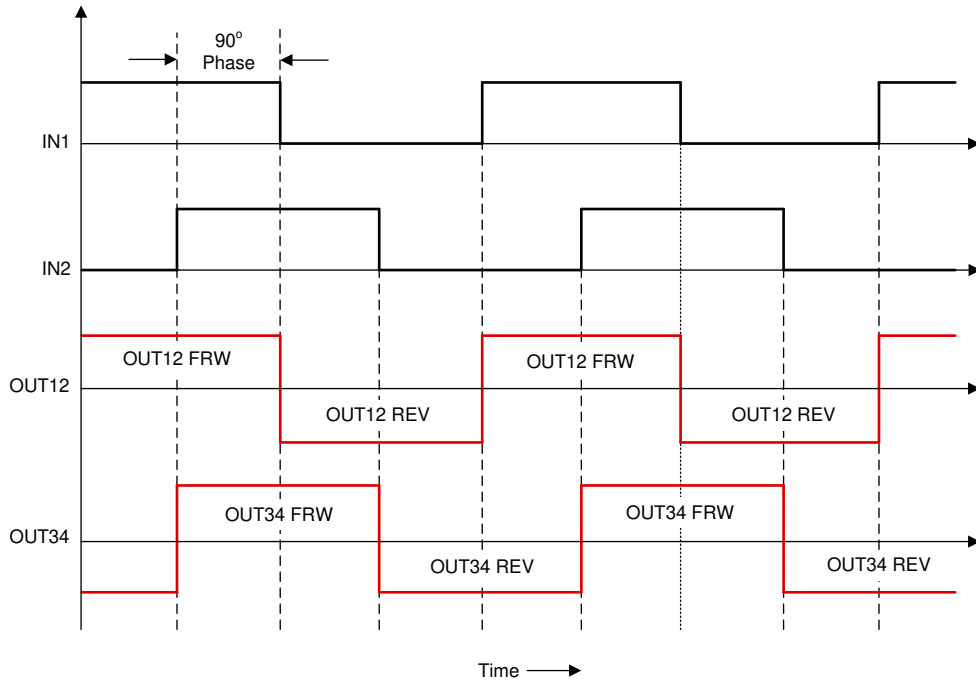 90°
Phase
IN1
IN2
OUT12 FRW
OUT12 FRW
OUT12
OUT12 REV
OUT12 REV
OUT34 FRW
OUT34 FRW
OUT34
OUT34 REV
OUT34 REV
Time